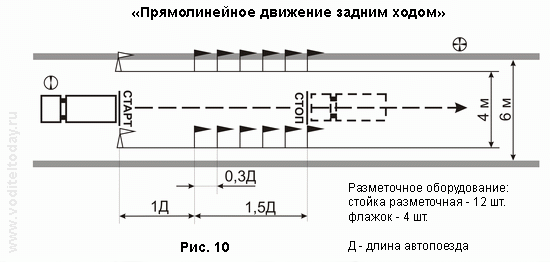 «Прямолинейное движение задним ходом»
СТАРТ
СТОП
4 м
6 м
0,3Д
1Д
1,5Д
Разметочное оборудование:
стойка разметочная - 12 шт.
флажок - 4 шт.
Рис. 10
Д - длина автопоезда
www.voditeltoday.ru